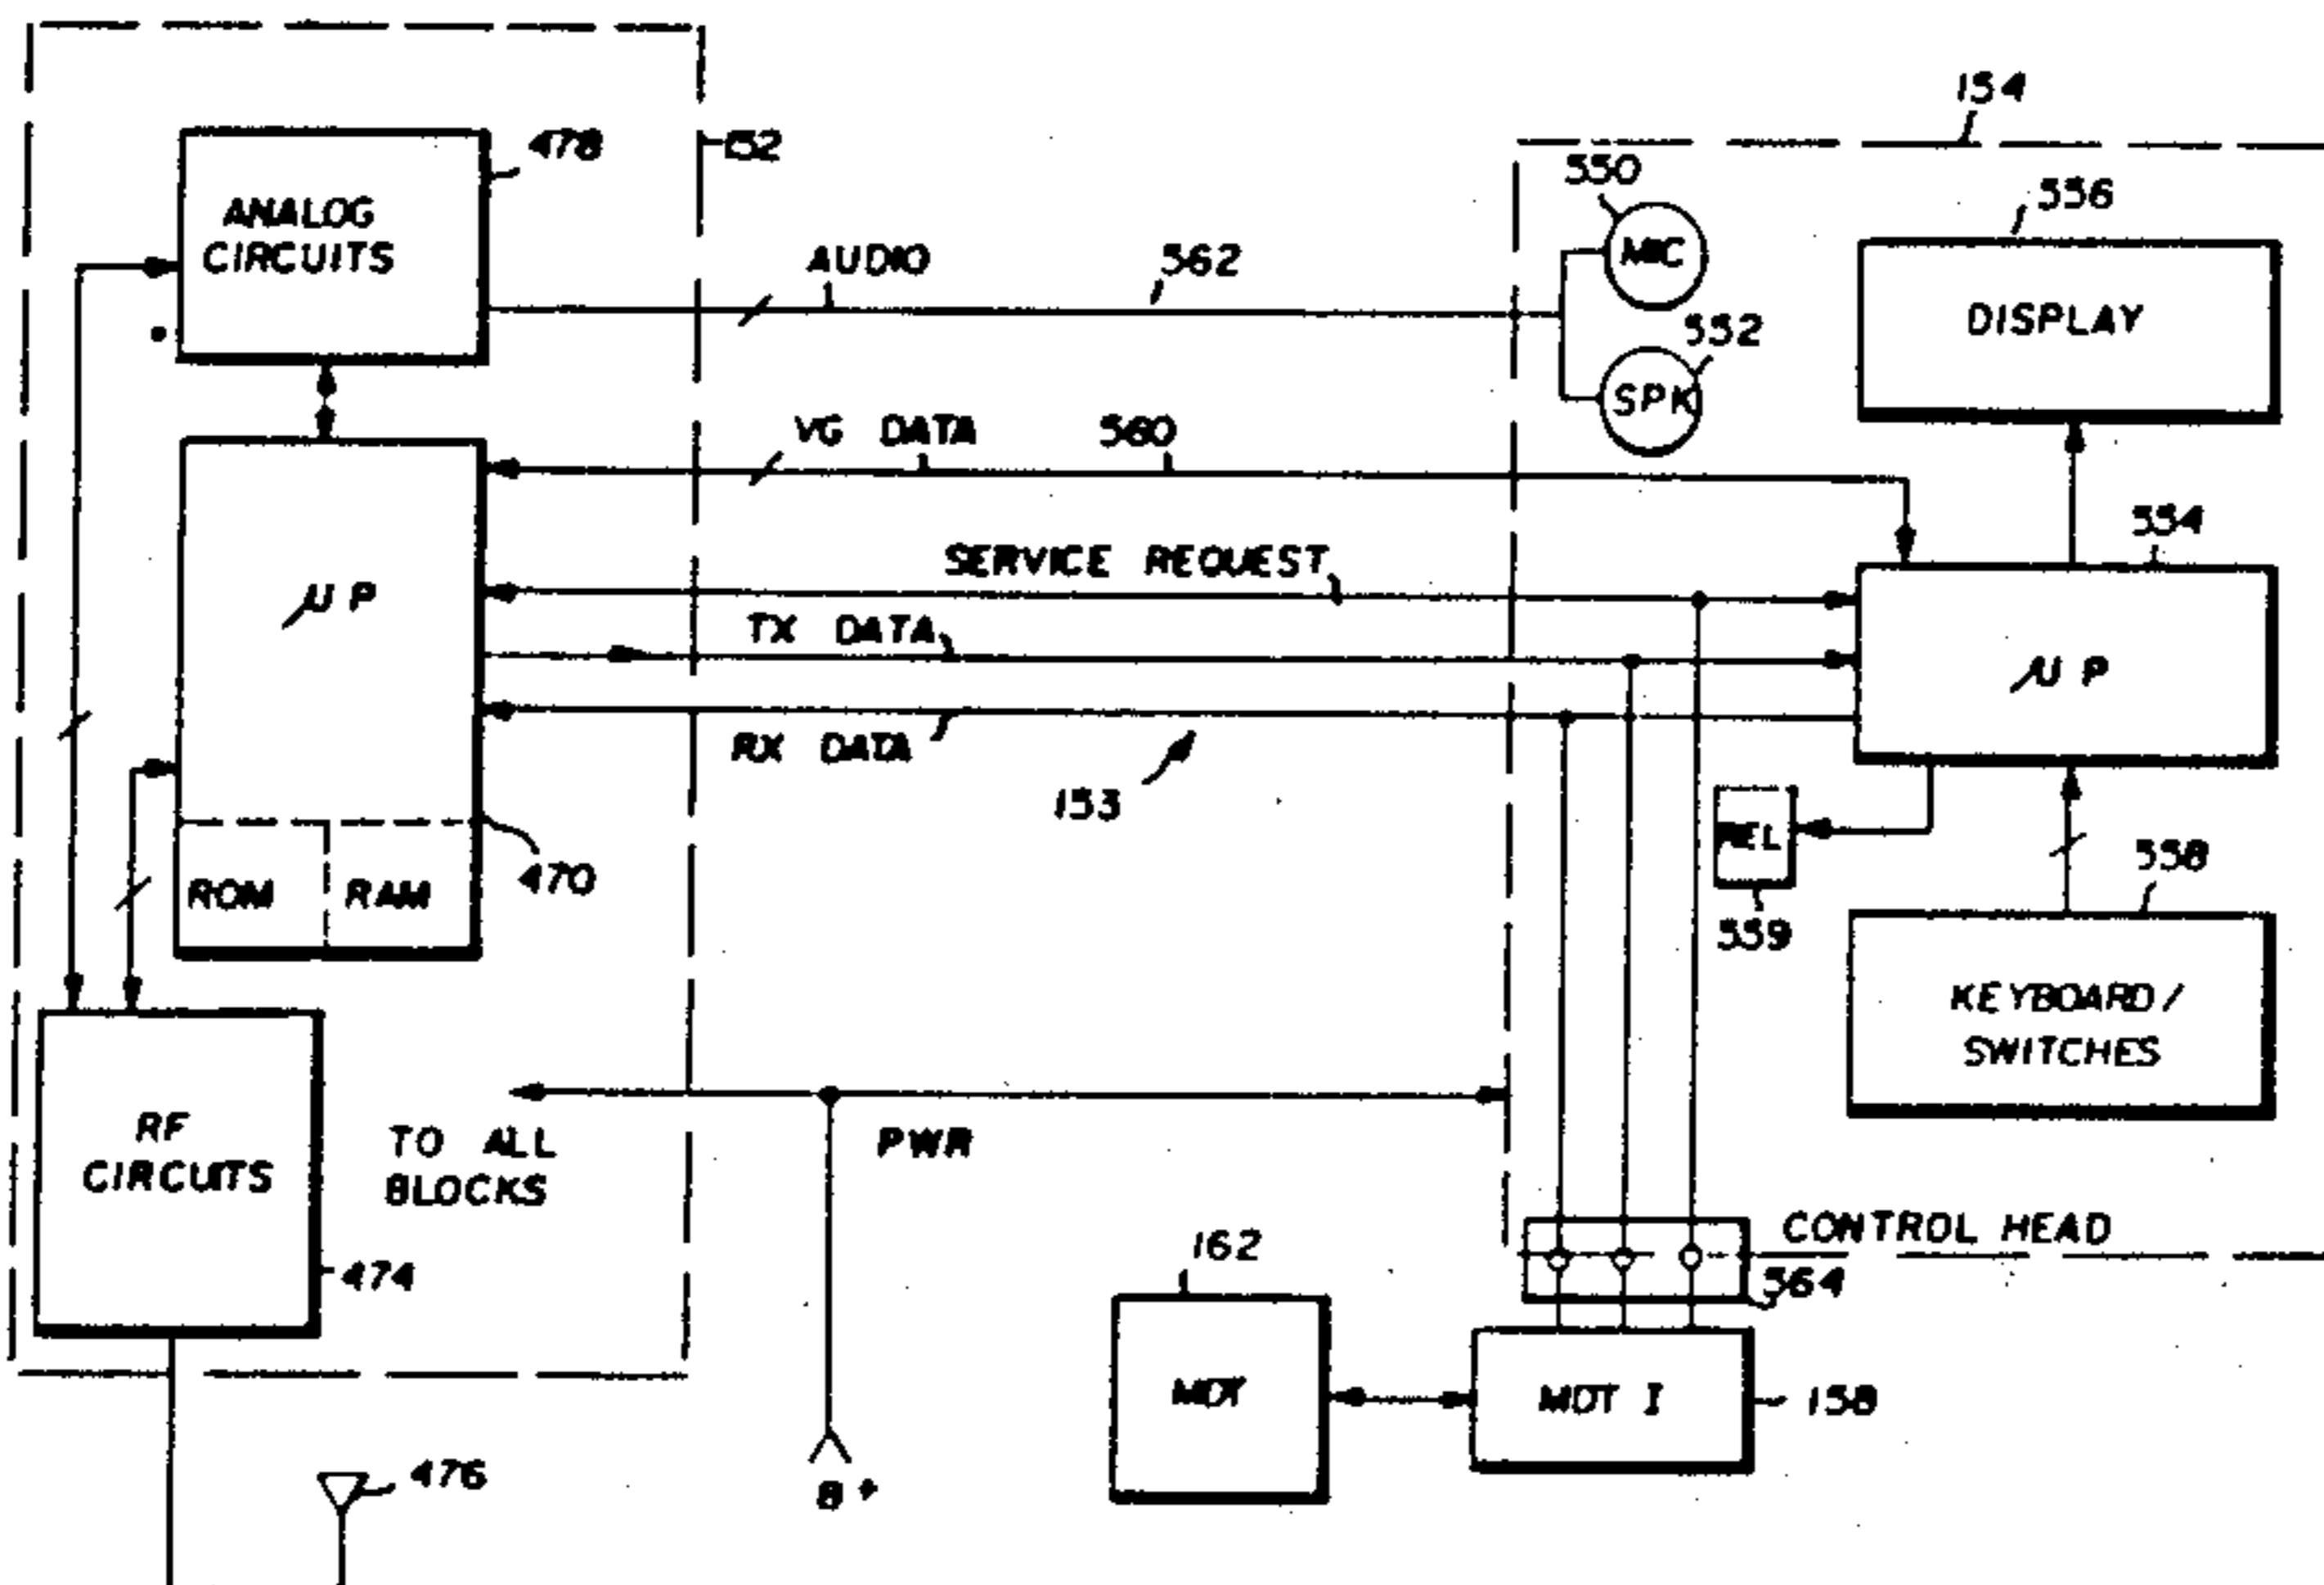 154
478
152
550
556
ANALOG
CIRCUITS
AUDIO
562
MIC
DISPLAY
552
SPK
VG DATA
560
554
SERVICE REQUEST
µP
TX DATA
µP
RX DATA
153
REL
558
470
ROM
RAM
559
KEYBOARD/
SWITCHES
RF
CIRCUITS
TO ALL
BLOCKS
PWR
CONTROL HEAD
162
564
474
MDT
MDT I
158
476
B+